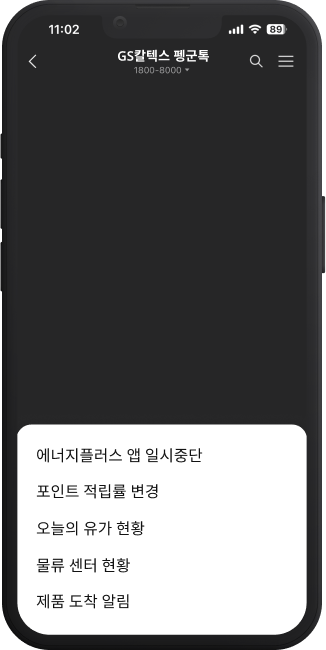 11:02
89
GS칼텍스 펭군톡
1800-8000
에너지플러스 앱 일시중단
포인트 적립률 변경
오늘의 유가 현황
물류 센터 현황
제품 도착 알림